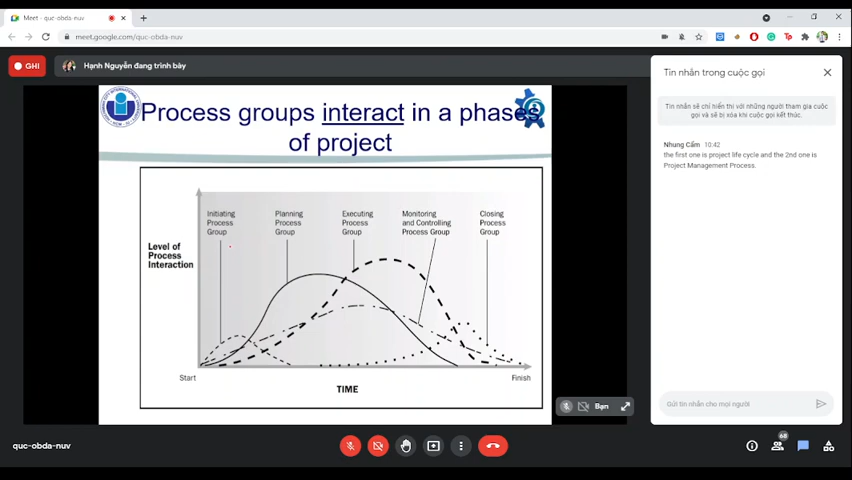 Meet - quc-obda-nuv
meet.google.com/quc-obda-nuv
GHI
Hạnh Nguyễn đang trình bày
Process groups interact in a phases
of project
Initiating
Process
Group
Planning
Process
Group
Executing
Process
Group
Monitoring
and Controlling
Process Group
Closing
Process
Group
Level of
Process
Interaction
Start
Finish
TIME
Bạn
Tin nhắn trong cuộc gọi
Tin nhắn sẽ chỉ hiển thị với những người tham gia cuộc
gọi và sẽ bị xóa khi cuộc gọi kết thúc.
Nhung Cẩm 10:42
the first one is project life cycle and the 2nd one is
Project Management Process.
Gửi tin nhắn cho mọi người
quc-obda-nuv
68